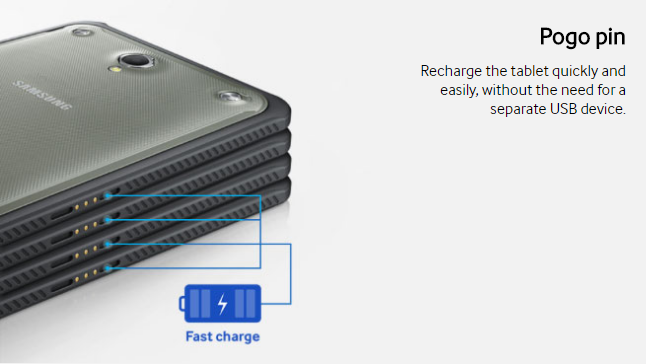 Pogo pin
Recharge the tablet quickly and
easily, without the need for a
separate USB device.
SAMSUNG
Fast charge